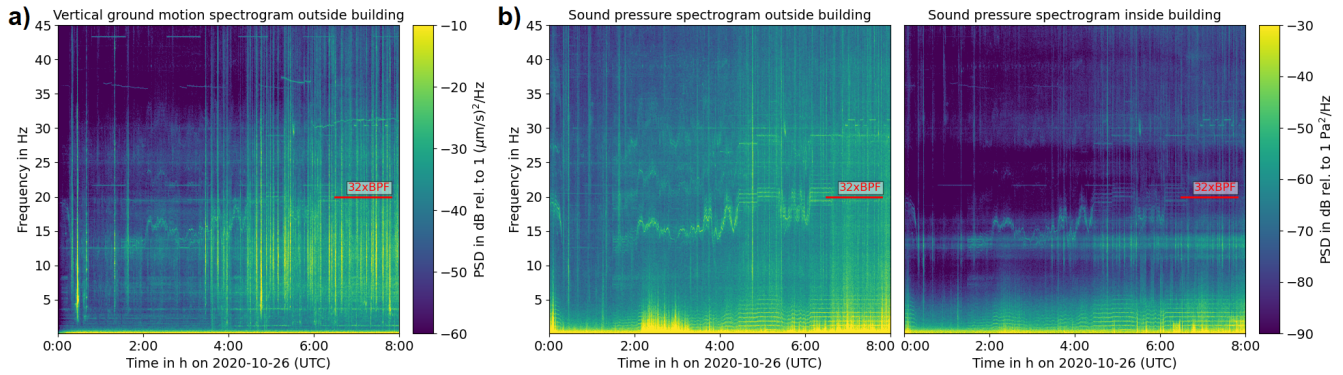 a)
Vertical ground motion spectrogram outside building
45
40
35
30
25
20
15
10
5
Frequency in Hz
32xBPF
0:00 2:00 4:00 6:00 8:00
Time in h on 2020-10-26 (UTC)
−10
−20
−30
−40
−50
−60
PSD in dB rel. to 1 (μm/s)²/Hz
b)
Sound pressure spectrogram outside building
45
40
35
30
25
20
15
10
5
Frequency in Hz
32xBPF
0:00 2:00 4:00 6:00 8:00
Time in h on 2020-10-26 (UTC)
Sound pressure spectrogram inside building
32xBPF
0:00 2:00 4:00 6:00 8:00
Time in h on 2020-10-26 (UTC)
−30
−40
−50
−60
−70
−80
−90
PSD in dB rel. to 1 Pa²/Hz